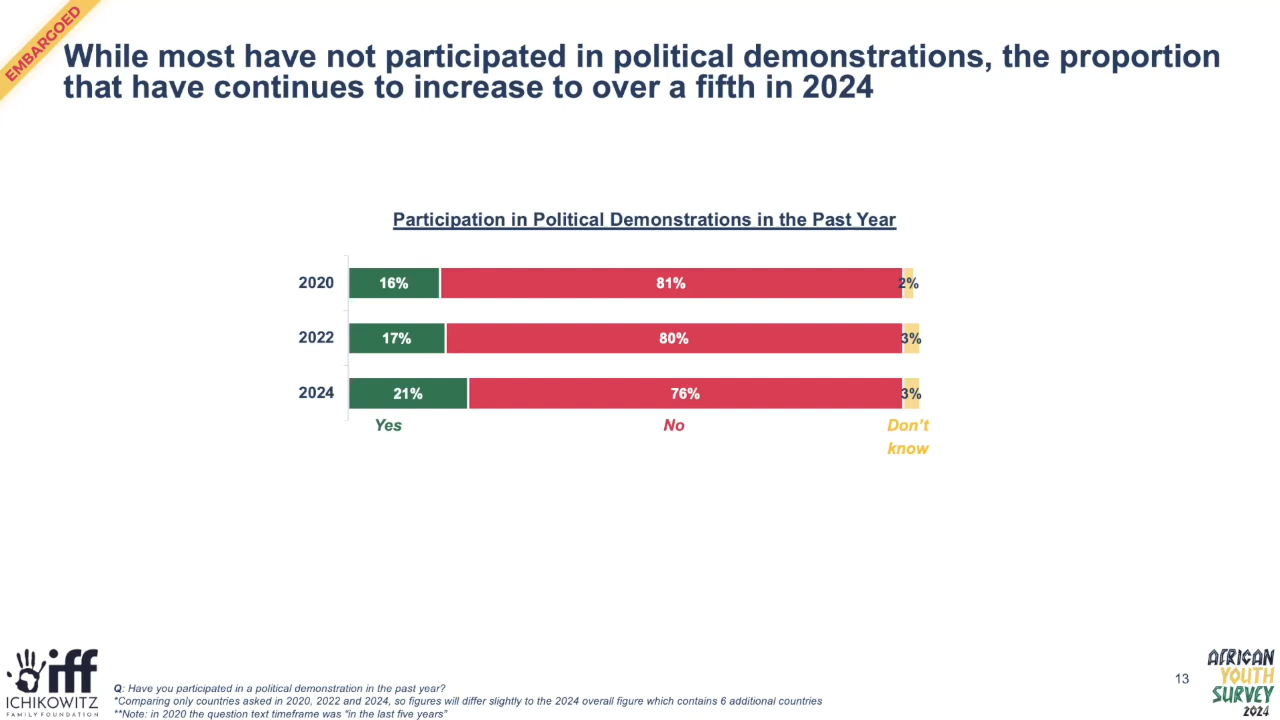 EMBARGOED
While most have not participated in political demonstrations, the proportion
that have continues to increase to over a fifth in 2024
Participation in Political Demonstrations in the Past Year
2020 16% 81% 2%
2022 17% 80% 3%
2024 21% 76% 3%
Yes No Don’t
know
iff
ICHIKOWITZ
FAMILY FOUNDATION
Q: Have you participated in a political demonstration in the past year?
*Comparing only countries asked in 2020, 2022 and 2024, so figures will differ slightly to the 2024 overall figure which contains 6 additional countries
**Note: in 2020 the question text timeframe was “in the last five years”
13
AFRICAN
YOUTH
SURVEY
2024